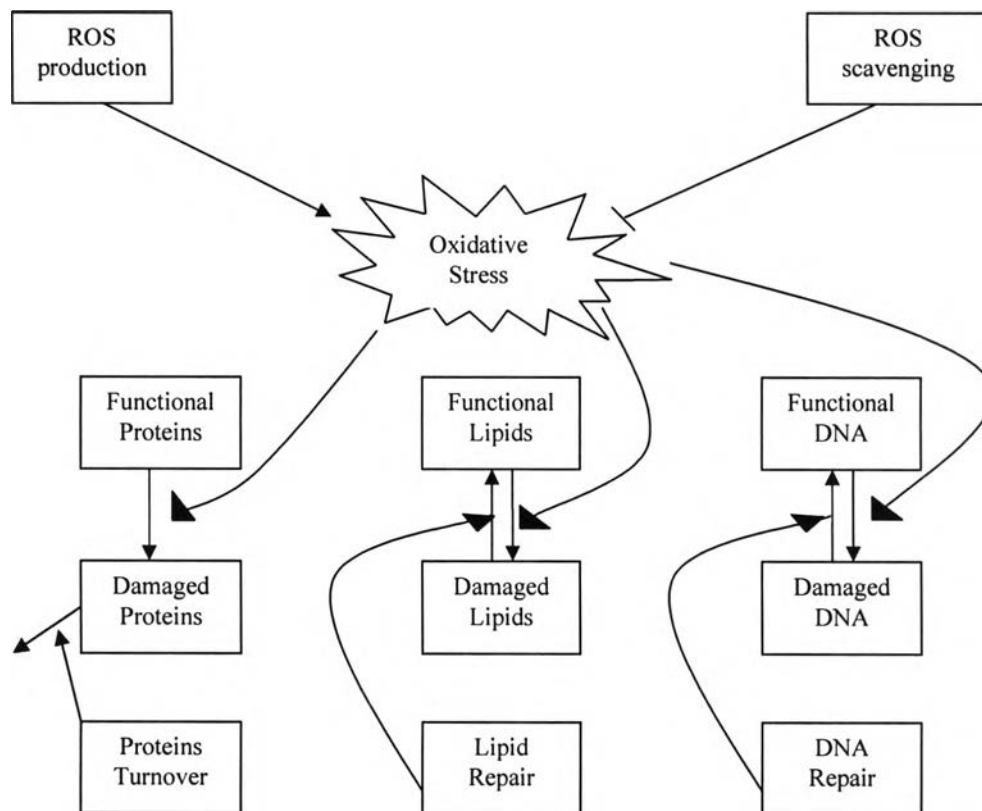 ROS
production
ROS
scavenging
Oxidative
Stress
Functional
Proteins
Functional
Lipids
Functional
DNA
Damaged
Proteins
Damaged
Lipids
Damaged
DNA
Proteins
Turnover
Lipid
Repair
DNA
Repair